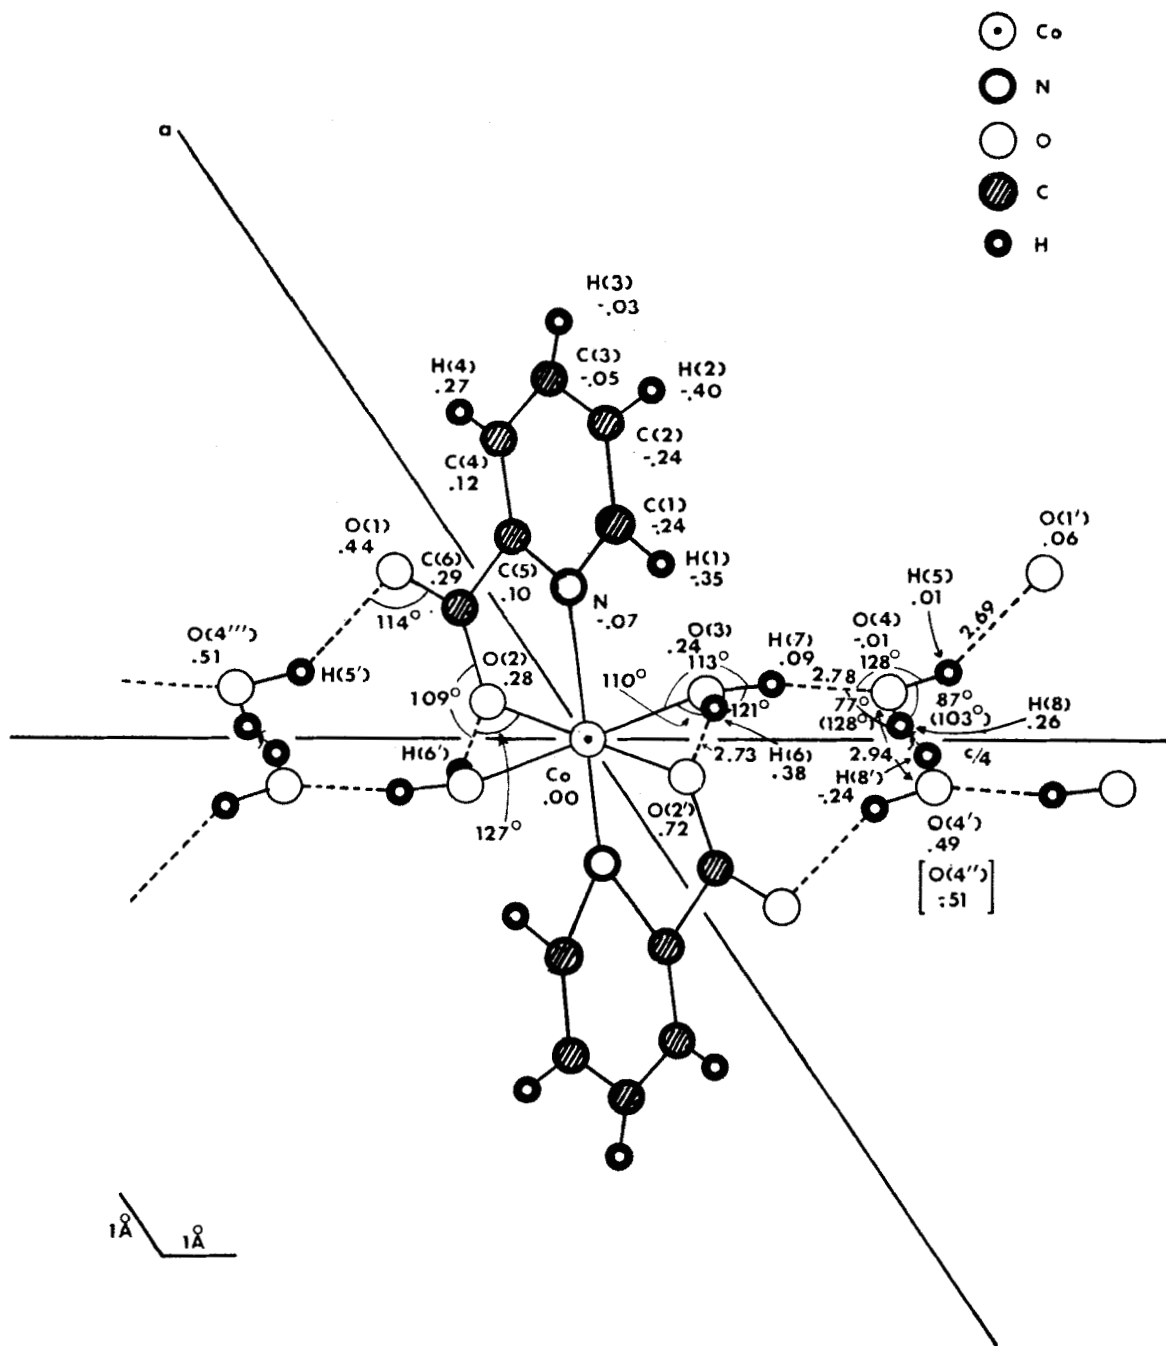 Co
N
O
C
H
a
H(3)
-.03
C(3)
-.05
H(4)
.27
H(2)
-.40
C(2)
-.24
C(4)
.12
C(1)
-.24
O(1)
.44
C(6)
.29
C(5)
.10
H(1)
-.35
N
-.07
O(1')
.06
H(5)
.01
2.69
114°
O(4''')
.51
H(5')
O(2)
.28
109°
110°
O(3)
.24
113°
H(7)
.09
2.78
O(4)
-.01
128°
121°
77°
(128°)
87°
(103°)
H(8)
.26
H(6')
Co
.00
2.73
H(6)
.38
2.94
c/4
H(8')
-.24
127°
O(2')
.72
O(4')
.49
[O(4'')
-.51]
1Å
1Å